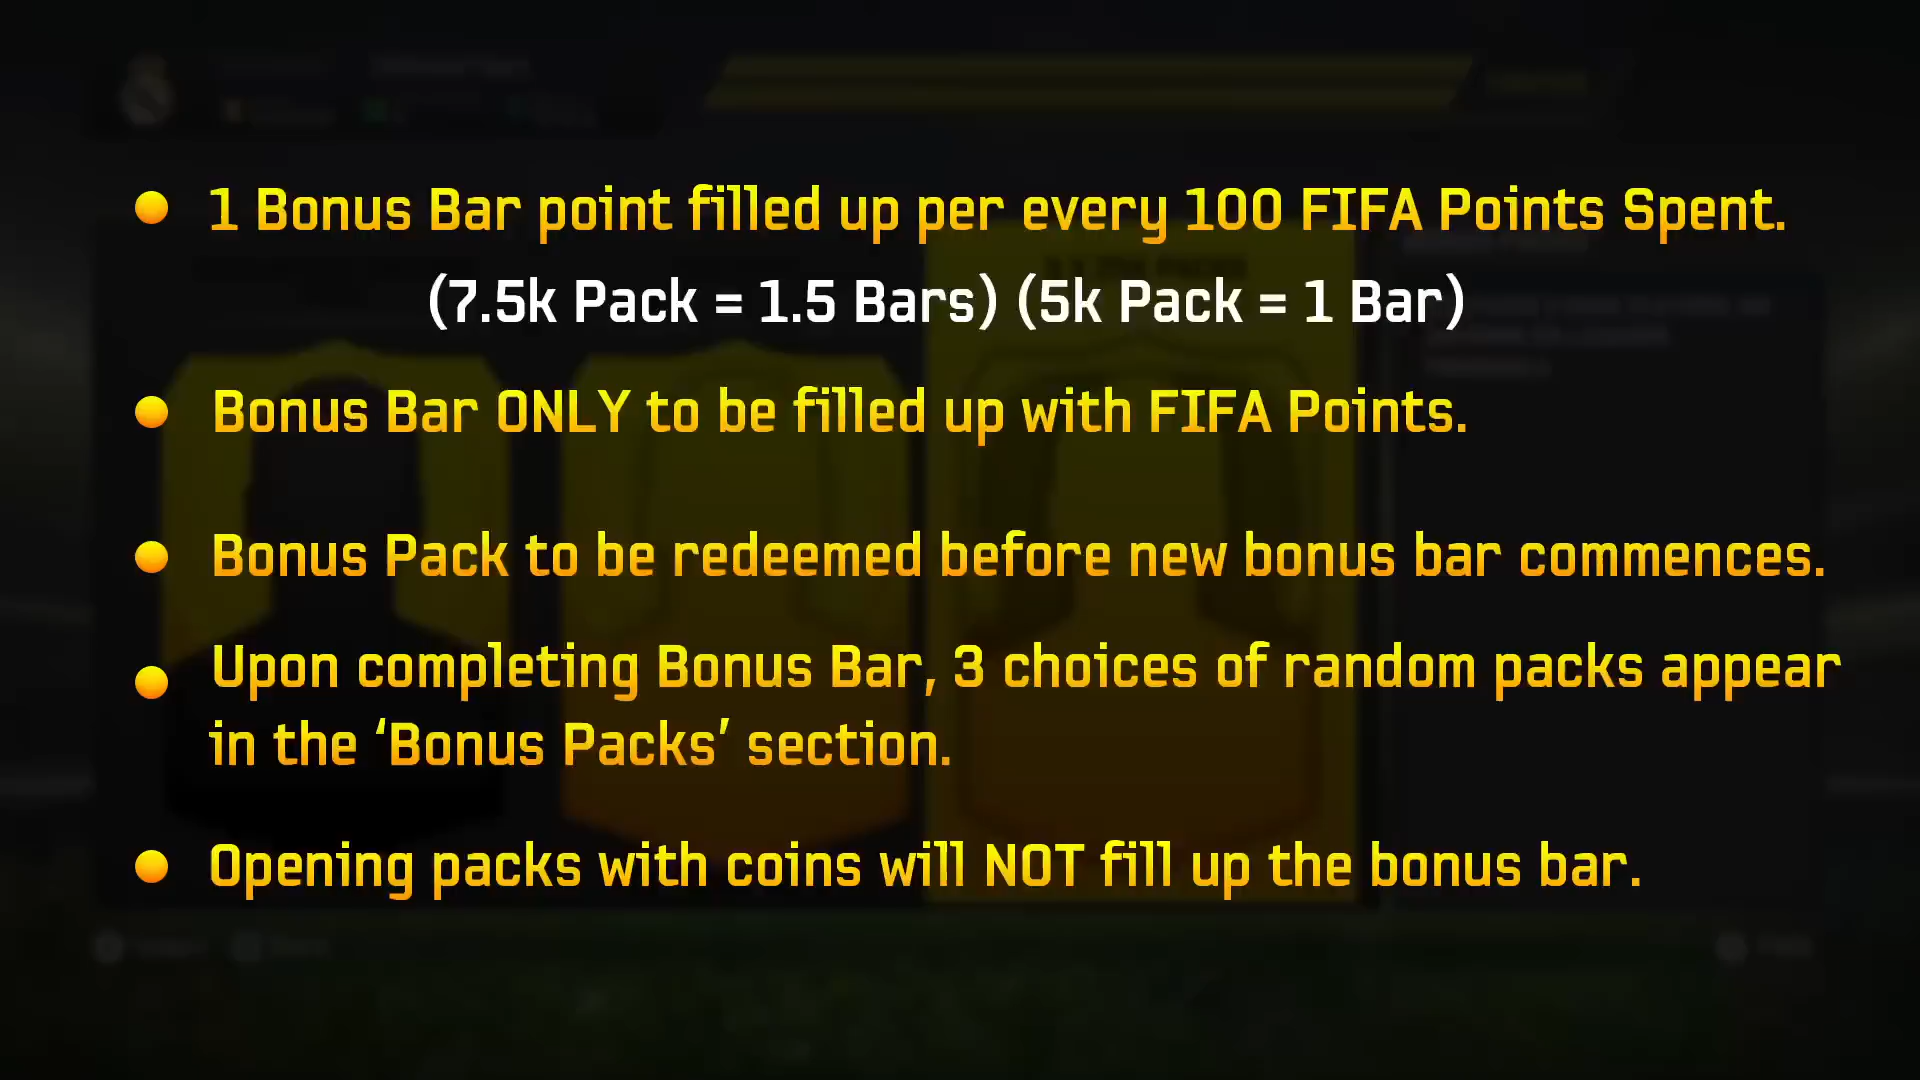 1 Bonus Bar point filled up per every 100 FIFA Points Spent.
(7.5k Pack = 1.5 Bars) (5k Pack = 1 Bar)
Bonus Bar ONLY to be filled up with FIFA Points.
Bonus Pack to be redeemed before new bonus bar commences.
Upon completing Bonus Bar, 3 choices of random packs appear
in the ‘Bonus Packs’ section.
Opening packs with coins will NOT fill up the bonus bar.